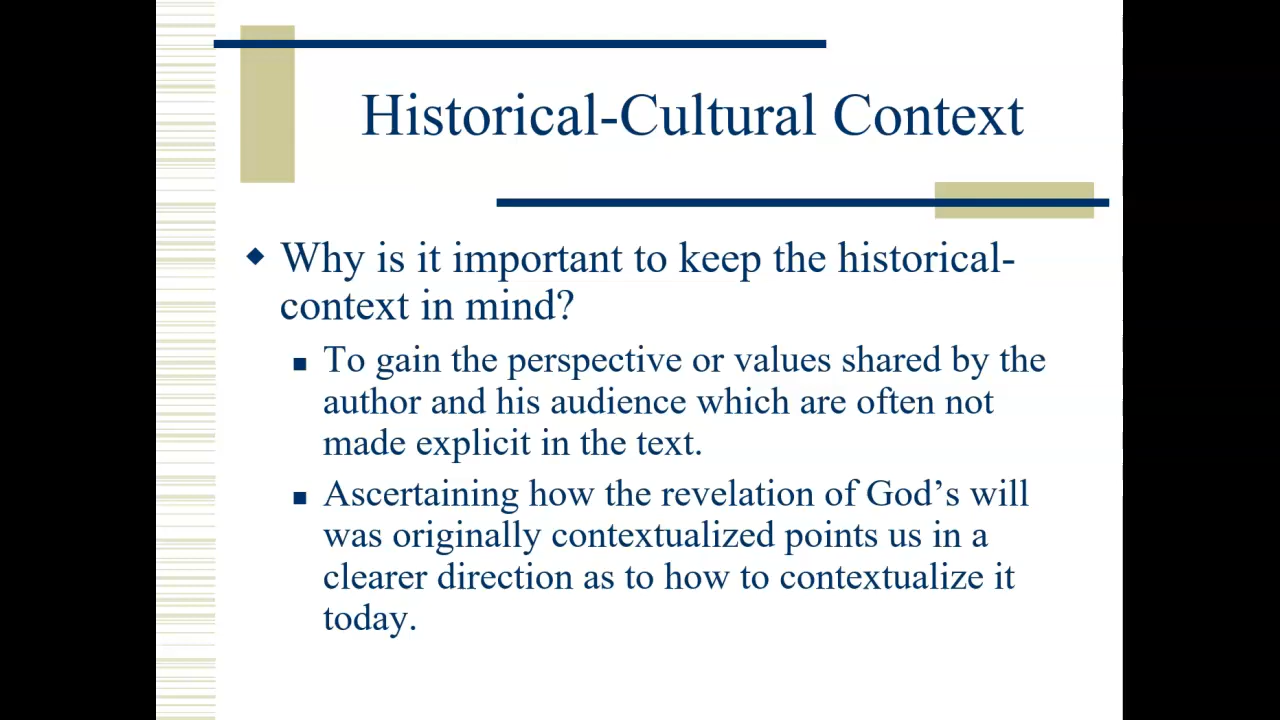 Historical-Cultural Context
Why is it important to keep the historical-
context in mind?
To gain the perspective or values shared by the
author and his audience which are often not
made explicit in the text.
Ascertaining how the revelation of God’s will
was originally contextualized points us in a
clearer direction as to how to contextualize it
today.